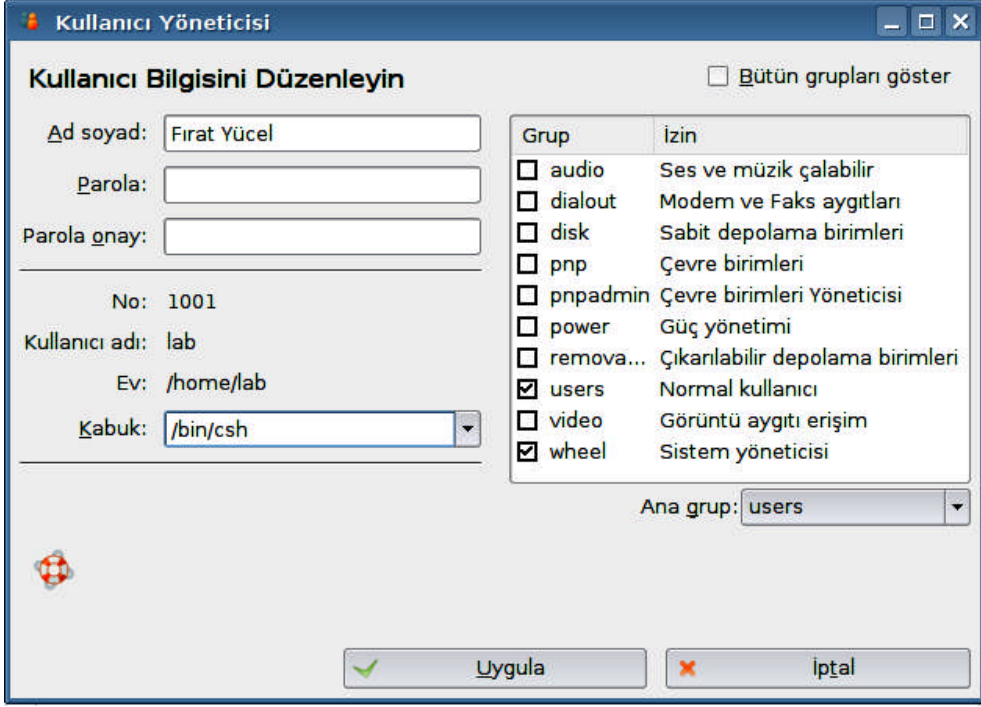 Kullanıcı Yöneticisi
Kullanıcı Bilgisini Düzenleyin
Bütün grupları göster
Ad soyad: Fırat Yücel
Parola:
Parola onay:
No: 1001
Kullanıcı adı: lab
Ev: /home/lab
Kabuk: /bin/csh
Grup İzin
audio Ses ve müzik çalabilir
dialout Modem ve Faks aygıtları
disk Sabit depolama birimleri
pnp Çevre birimleri
pnpadmin Çevre birimleri Yöneticisi
power Güç yönetimi
remova... Çıkarılabilir depolama birimleri
users Normal kullanıcı
video Görüntü aygıtı erişim
wheel Sistem yöneticisi
Ana grup: users
Uygula
İptal